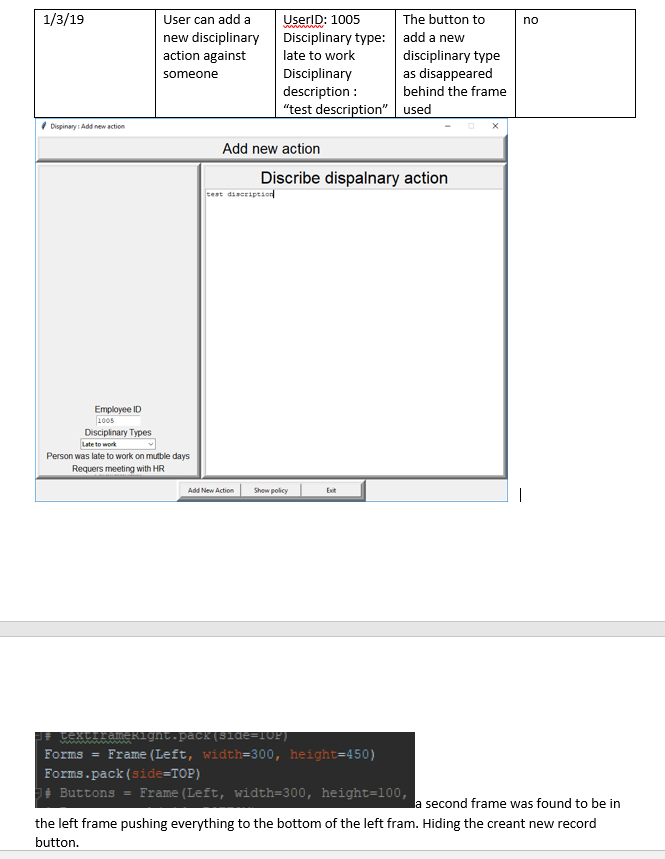 1/3/19 User can add a UserID: 1005 The button to no
new disciplinary Disciplinary type: add a new
action against late to work disciplinary type
someone Disciplinary as disappeared
description : behind the frame
“test description” used
Dispinary : Add new action
Add new action
Discribe dispalnary action
test discription
Employee ID
1005
Disciplinary Types
Late to work
Person was late to work on mutble days
Requers meeting with HR
Add New Action Show policy Exit
# textframeRight.pack(side=TOP)
Forms = Frame(Left, width=300, height=450)
Forms.pack(side=TOP)
# Buttons = Frame(Left, width=300, height=100,
a second frame was found to be in
the left frame pushing everything to the bottom of the left fram. Hiding the creant new record
button.